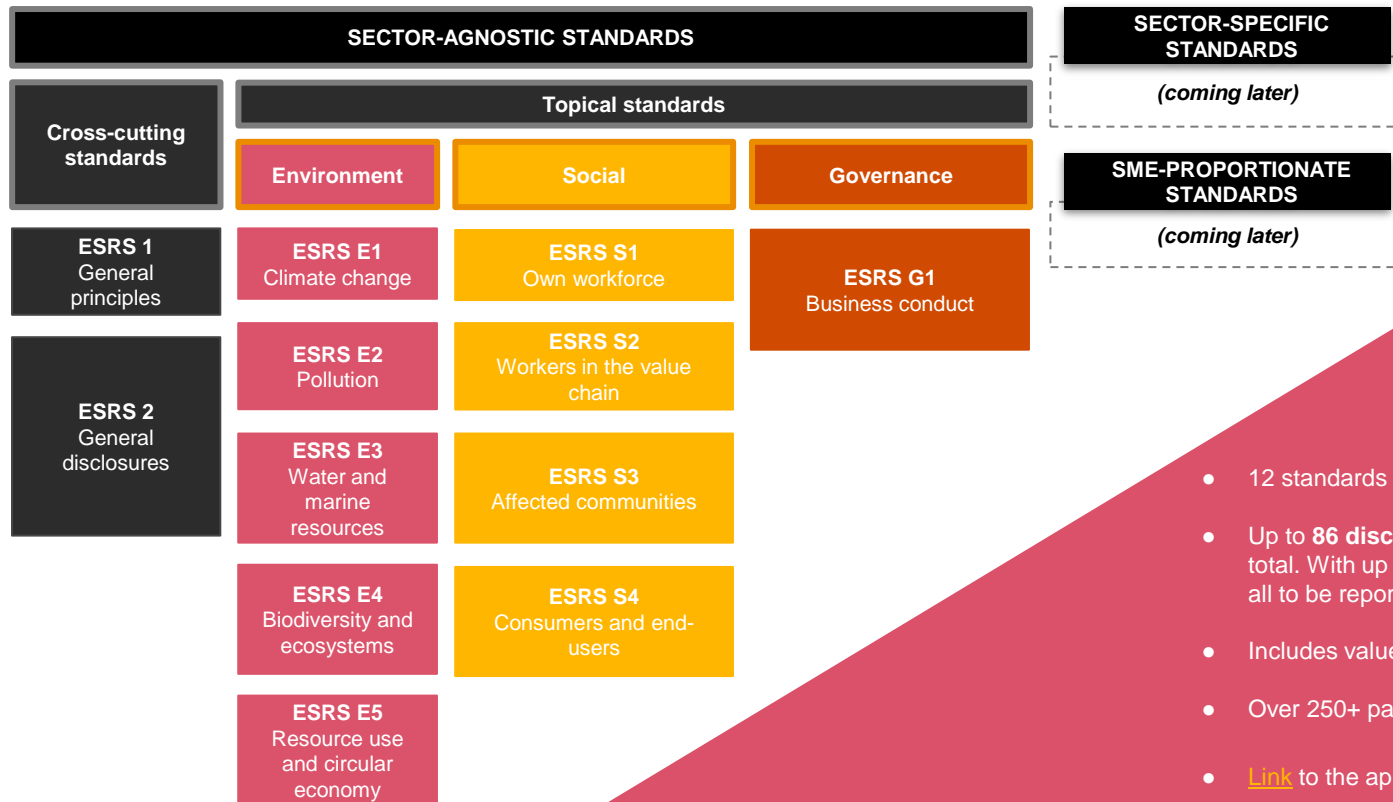 SECTOR-AGNOSTIC STANDARDS
Cross-cutting
standards
Topical standards
Environment
Social
Governance
ESRS 1
General
principles
ESRS 2
General
disclosures
ESRS E1
Climate change
ESRS E2
Pollution
ESRS E3
Water and
marine
resources
ESRS E4
Biodiversity and
ecosystems
ESRS E5
Resource use
and circular
economy
ESRS S1
Own workforce
ESRS S2
Workers in the value
chain
ESRS S3
Affected communities
ESRS S4
Consumers and end-
users
ESRS G1
Business conduct
SECTOR-SPECIFIC
STANDARDS
(coming later)
SME-PROPORTIONATE
STANDARDS
(coming later)
● 12 standards
● Up to 86 disc
total. With up
all to be repor
● Includes value
● Over 250+ pa
● Link to the ap